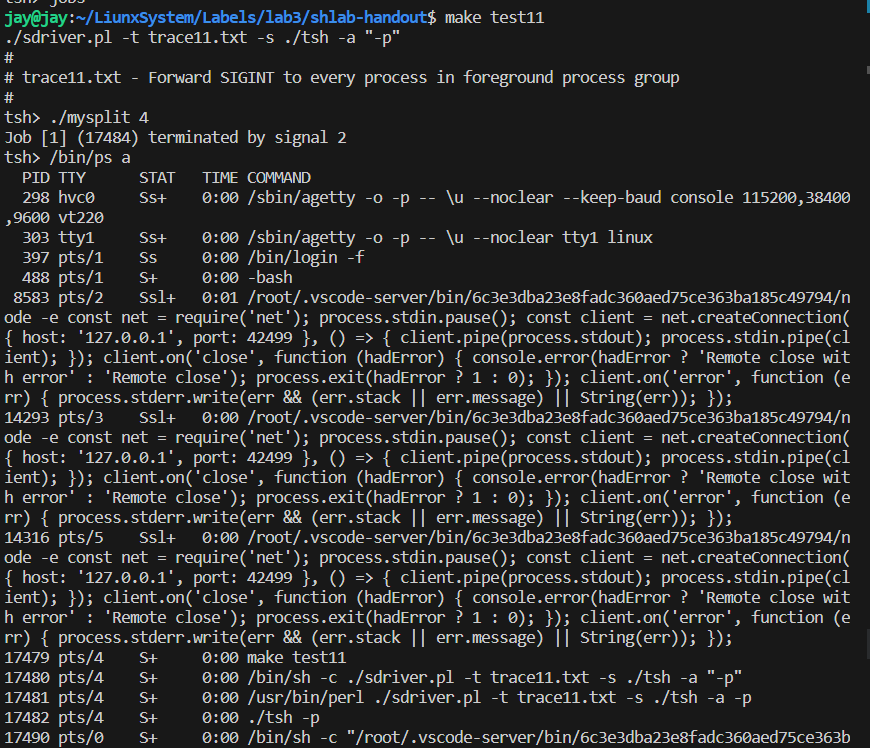 tsh> jobs
jay@jay:~/LiunxSystem/Labels/lab3/shlab-handout$ make test11
./sdriver.pl -t trace11.txt -s ./tsh -a "-p"
#
# trace11.txt - Forward SIGINT to every process in foreground process group
#
tsh> ./mysplit 4
Job [1] (17484) terminated by signal 2
tsh> /bin/ps a
PID TTY      STAT   TIME COMMAND
298 hvc0     Ss+    0:00 /sbin/agetty -o -p -- \u --noclear --keep-baud console 115200,38400
,9600 vt220
303 tty1     Ss+    0:00 /sbin/agetty -o -p -- \u --noclear tty1 linux
397 pts/1    Ss     0:00 /bin/login -f
488 pts/1    S+     0:00 -bash
8583 pts/2    Ssl+   0:01 /root/.vscode-server/bin/6c3e3dba23e8fadc360aed75ce363ba185c49794/n
ode -e const net = require('net'); process.stdin.pause(); const client = net.createConnection(
{ host: '127.0.0.1', port: 42499 }, () => { client.pipe(process.stdout); process.stdin.pipe(cl
ient); }); client.on('close', function (hadError) { console.error(hadError ? 'Remote close wit
h error' : 'Remote close'); process.exit(hadError ? 1 : 0); }); client.on('error', function (e
rr) { process.stderr.write(err && (err.stack || err.message) || String(err)); });
14293 pts/3    Ssl+   0:00 /root/.vscode-server/bin/6c3e3dba23e8fadc360aed75ce363ba185c49794/n
ode -e const net = require('net'); process.stdin.pause(); const client = net.createConnection(
{ host: '127.0.0.1', port: 42499 }, () => { client.pipe(process.stdout); process.stdin.pipe(cl
ient); }); client.on('close', function (hadError) { console.error(hadError ? 'Remote close wit
h error' : 'Remote close'); process.exit(hadError ? 1 : 0); }); client.on('error', function (e
rr) { process.stderr.write(err && (err.stack || err.message) || String(err)); });
14316 pts/5    Ssl+   0:00 /root/.vscode-server/bin/6c3e3dba23e8fadc360aed75ce363ba185c49794/n
ode -e const net = require('net'); process.stdin.pause(); const client = net.createConnection(
{ host: '127.0.0.1', port: 42499 }, () => { client.pipe(process.stdout); process.stdin.pipe(cl
ient); }); client.on('close', function (hadError) { console.error(hadError ? 'Remote close wit
h error' : 'Remote close'); process.exit(hadError ? 1 : 0); }); client.on('error', function (e
rr) { process.stderr.write(err && (err.stack || err.message) || String(err)); });
17479 pts/4    S+     0:00 make test11
17480 pts/4    S+     0:00 /bin/sh -c ./sdriver.pl -t trace11.txt -s ./tsh -a "-p"
17481 pts/4    S+     0:00 /usr/bin/perl ./sdriver.pl -t trace11.txt -s ./tsh -a -p
17482 pts/4    S+     0:00 ./tsh -p
17490 pts/0    S+     0:00 /bin/sh -c "/root/.vscode-server/bin/6c3e3dba23e8fadc360aed75ce363b